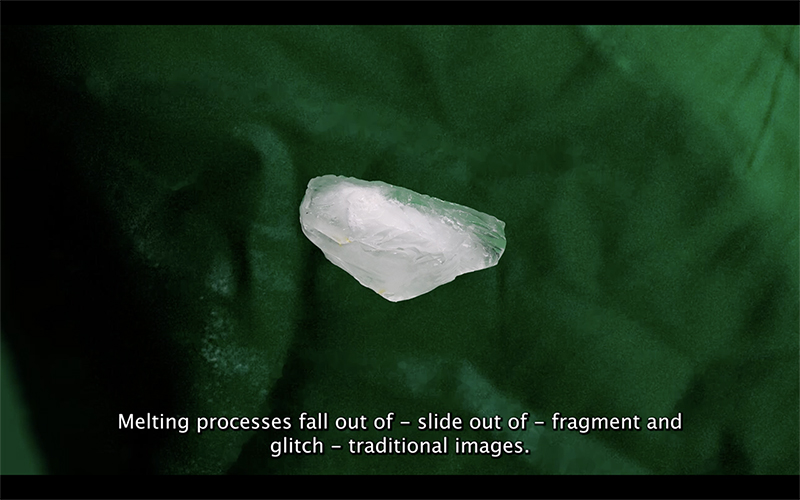 Melting processes fall out of – slide out of – fragment and
glitch – traditional images.